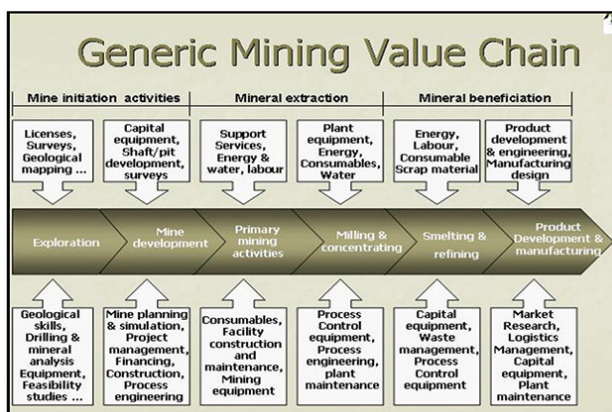 Generic Mining Value Chain
Mine initiation activities
Mineral extraction
Mineral beneficiation
Licenses,
Surveys,
Geological
mapping ...
Capital
equipment,
Shaft/pit
development,
surveys
Support
Services,
Energy &
water, labour
Plant
equipment,
Energy,
Consumables,
Water
Energy,
Labour,
Consumable
Scrap material
Product
development
& engineering,
Manufacturing
design
Exploration
Mine
development
Primary
mining
activities
Milling &
concentrating
Smelting &
refining
Product
Development &
manufacturing
Geological
skills,
Drilling &
mineral
analysis
Equipment,
Feasibility
studies ...
Mine planning
& simulation,
Project
management,
Financing,
Construction,
Process
engineering
Consumables,
Facility
construction
and
maintenance,
Mining
equipment
Process
Control
equipment,
Process
engineering,
plant
maintenance
Capital
equipment,
Waste
management,
Process
Control
equipment
Market
Research,
Logistics
Management,
Capital
equipment,
Plant
maintenance